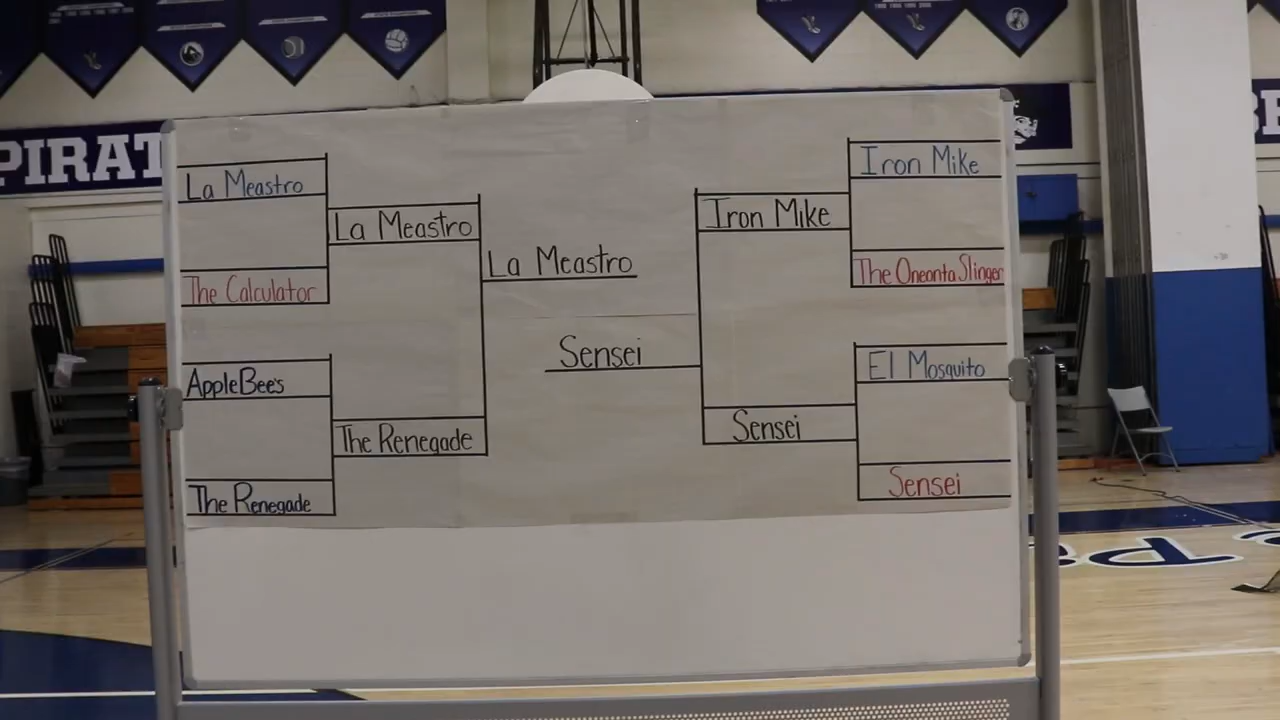 PIRAT
La Meastro
The Calculator
AppleBee's
The Renegade
La Meastro
The Renegade
La Meastro
Sensei
Iron Mike
Sensei
Iron Mike
The Oneonta Slinger
El Mosquito
Sensei